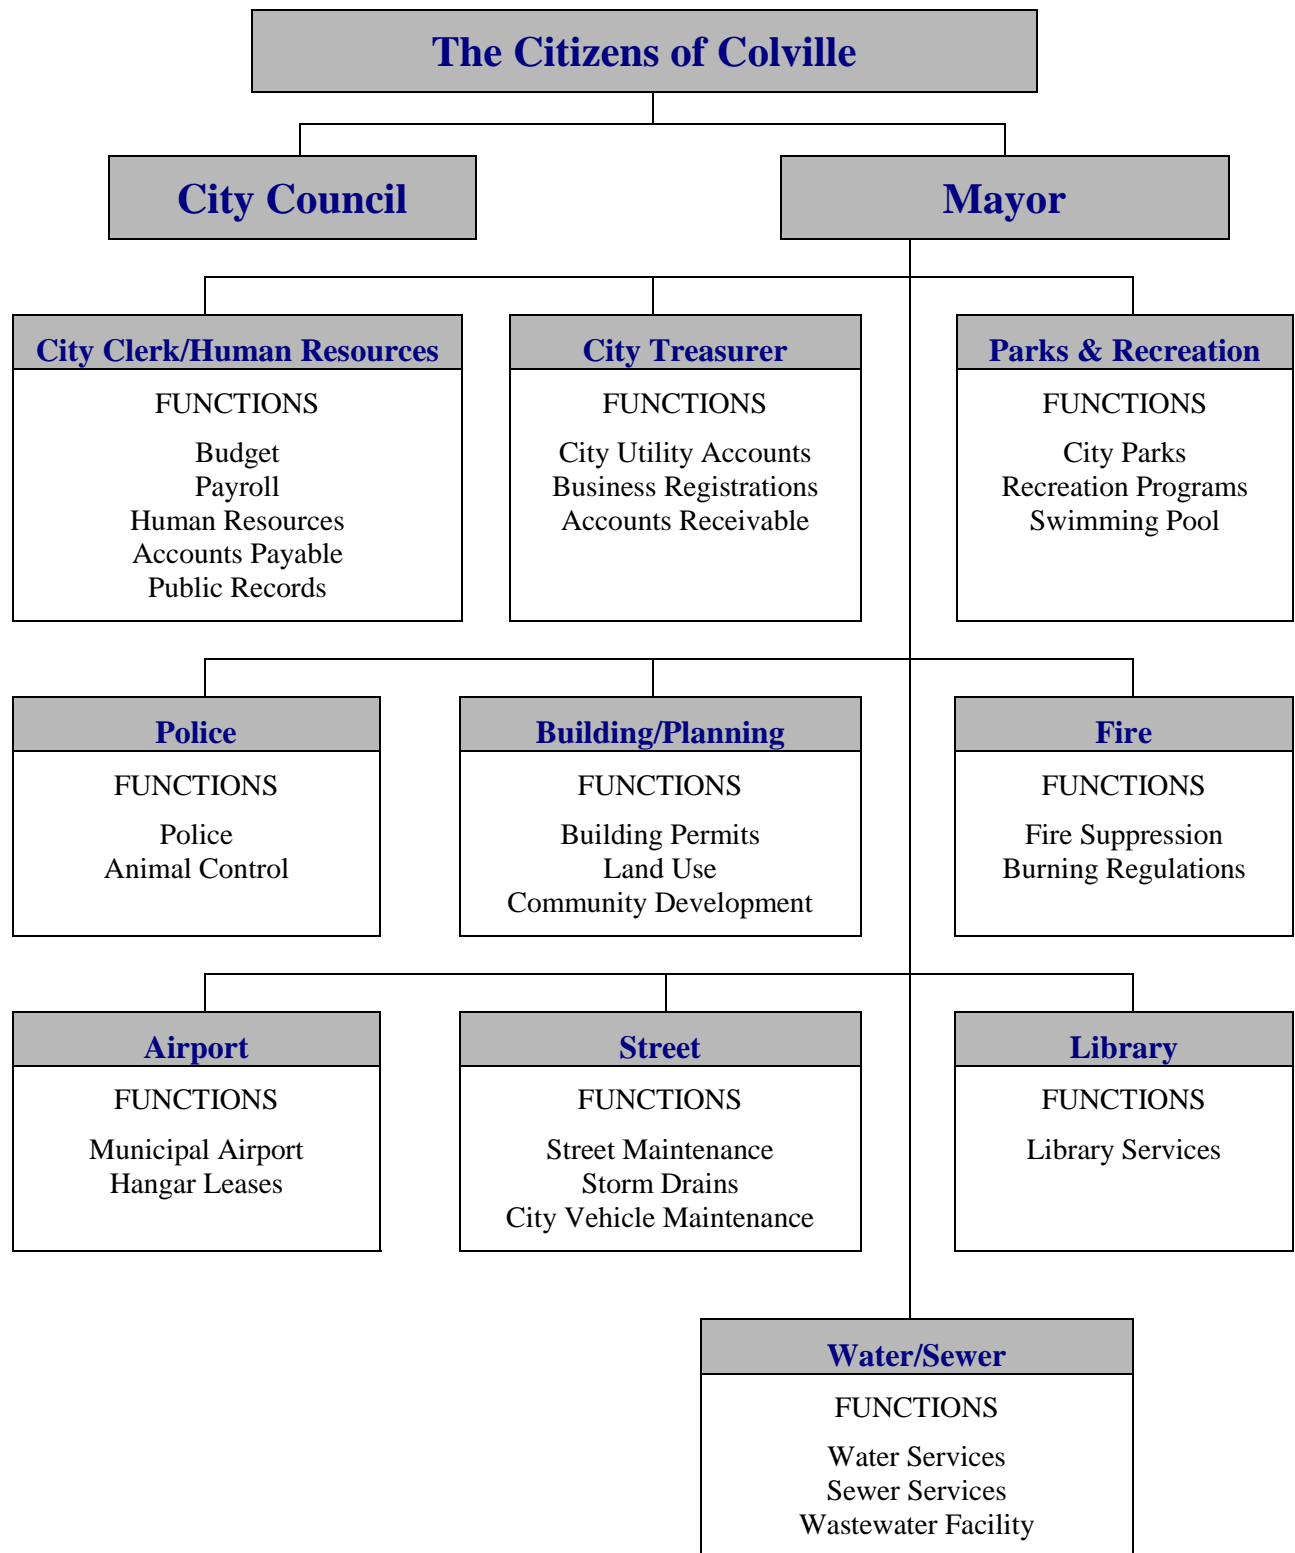 The Citizens of Colville
City Council
Mayor
City Clerk/Human Resources
FUNCTIONS
Budget
Payroll
Human Resources
Accounts Payable
Public Records
City Treasurer
FUNCTIONS
City Utility Accounts
Business Registrations
Accounts Receivable
Parks & Recreation
FUNCTIONS
City Parks
Recreation Programs
Swimming Pool
Police
FUNCTIONS
Police
Animal Control
Building/Planning
FUNCTIONS
Building Permits
Land Use
Community Development
Fire
FUNCTIONS
Fire Suppression
Burning Regulations
Airport
FUNCTIONS
Municipal Airport
Hangar Leases
Street
FUNCTIONS
Street Maintenance
Storm Drains
City Vehicle Maintenance
Library
FUNCTIONS
Library Services
Water/Sewer
FUNCTIONS
Water Services
Sewer Services
Wastewater Facility